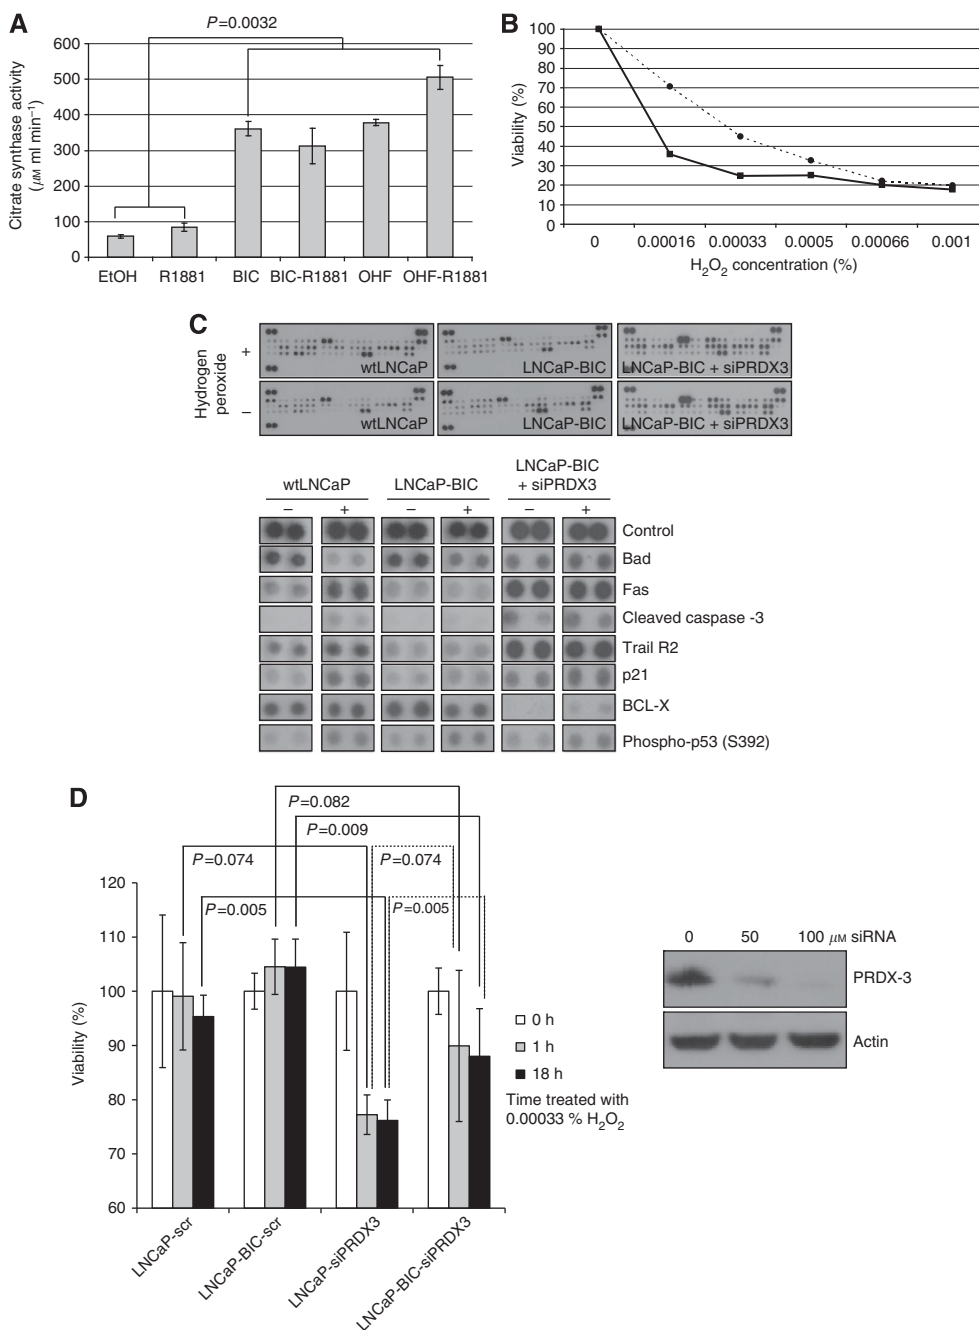 A
P=0.0032
600
500
400
300
200
100
0
Citrate synthase activity
(μM ml min⁻¹)
EtOH R1881 BIC BIC-R1881 OHF OHF-R1881
B
100
90
80
70
60
50
40
30
20
10
0
Viability (%)
0 0.00016 0.00033 0.0005 0.00066 0.001
H₂O₂ concentration (%)
C
Hydrogen
peroxide
+
wtLNCaP LNCaP-BIC LNCaP-BIC + siPRDX3
–
wtLNCaP LNCaP-BIC LNCaP-BIC + siPRDX3
LNCaP-BIC
wtLNCaP LNCaP-BIC + siPRDX3
– + – + – +
Control
Bad
Fas
Cleaved caspase -3
Trail R2
p21
BCL-X
Phospho-p53 (S392)
D
P=0.082
P=0.009
P=0.074 P=0.074
P=0.005 P=0.005
120
110
100
90
80
70
60
Viability (%)
LNCaP-scr
LNCaP-BIC-scr
LNCaP-siPRDX3
LNCaP-BIC-siPRDX3
0 h
1 h
18 h
Time treated with
0.00033 % H₂O₂
0 50 100 μM siRNA
PRDX-3
Actin